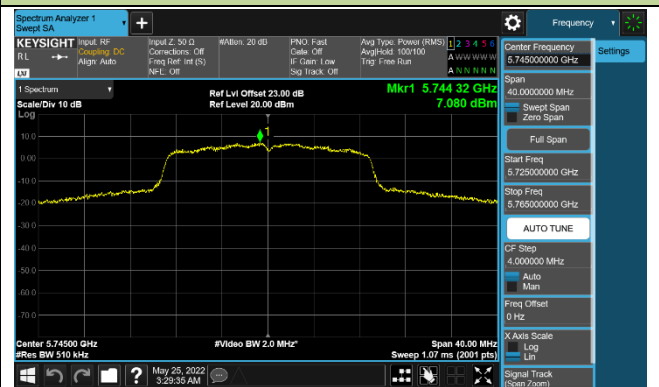 Spectrum Analyzer 1
Swept SA
+
Frequency
KEYSIGHT
RL
LXI
Input: RF
Coupling: DC
Align: Auto
Input Z: 50 Ω
Corrections: Off
Freq Ref: Int (S)
NFE: Off
#Atten: 20 dB
PNO: Fast
Gate: Off
IF Gain: Low
Sig Track: Off
Avg Type: Power (RMS)
Avg|Hold: 100/100
Trig: Free Run
1 2 3 4 5 6
A W W W W W
A N N N N N
Center Frequency
5.745000000 GHz
Settings
Span
40.0000000 MHz
Swept Span
Zero Span
Full Span
Start Freq
5.725000000 GHz
Stop Freq
5.765000000 GHz
AUTO TUNE
CF Step
4.000000 MHz
Auto
Man
Freq Offset
0 Hz
X Axis Scale
Log
Lin
Signal Track
(Span Zoom)
1 Spectrum
Scale/Div 10 dB
Log
Ref Lvl Offset 23.00 dB
Ref Level 20.00 dBm
Mkr1 5.744 32 GHz
7.080 dBm
1
10.0
0.00
-10.0
-20.0
-30.0
-40.0
-50.0
-60.0
-70.0
Center 5.74500 GHz
#Res BW 510 kHz
#Video BW 2.0 MHz*
Span 40.00 MHz
Sweep 1.07 ms (2001 pts)
?
May 25, 2022
3:29:35 AM